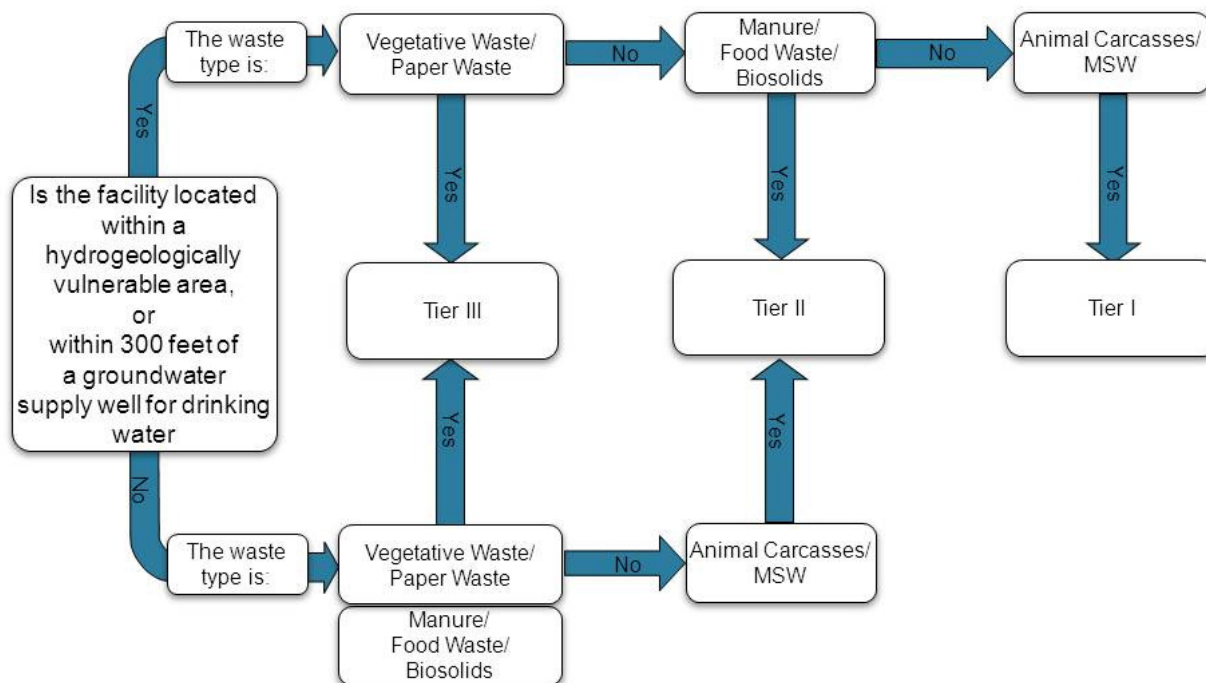 The waste
type is:
Vegetative Waste/
Paper Waste
No
Manure/
Food Waste/
Biosolids
No
Animal Carcasses/
MSW
Yes
Yes
Yes
Yes
Is the facility located
within a
hydrogeologically
vulnerable area,
or
within 300 feet of
a groundwater
supply well for drinking
water
Tier III
Tier II
Tier I
Yes
Yes
No
The waste
type is:
Vegetative Waste/
Paper Waste
No
Animal Carcasses/
MSW
Manure/
Food Waste/
Biosolids